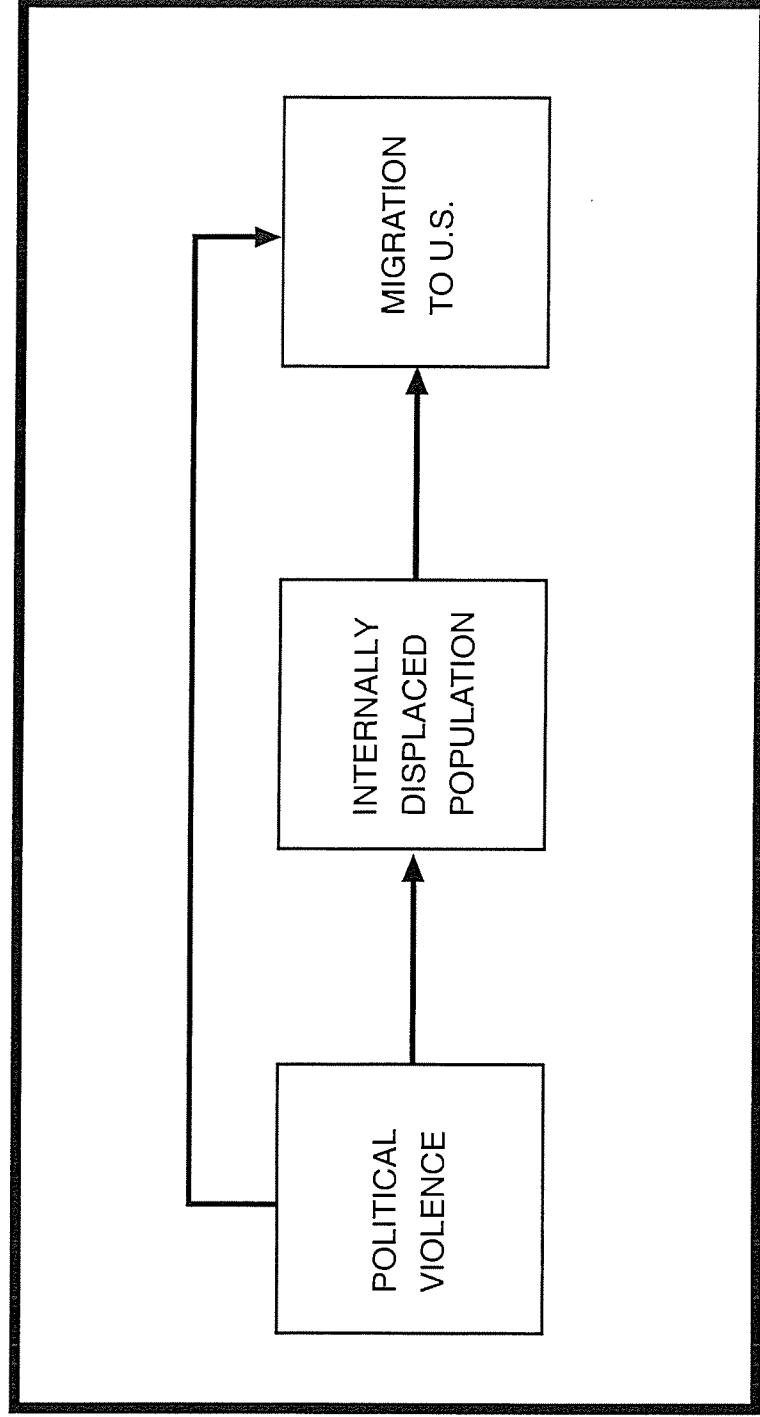 POLITICAL
VIOLENCE
INTERNALLY
DISPLACED
POPULATION
MIGRATION
TO U.S.